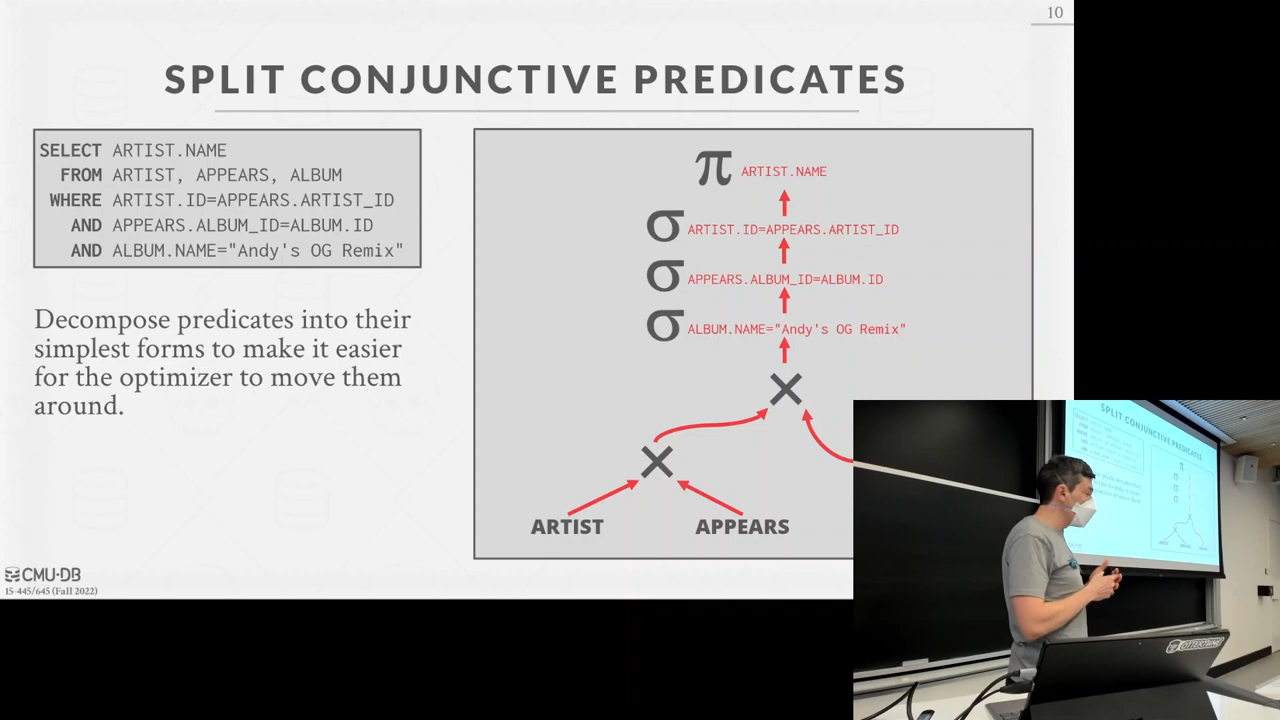 10
SPLIT CONJUNCTIVE PREDICATES
SELECT ARTIST.NAME
FROM ARTIST, APPEARS, ALBUM
WHERE ARTIST.ID=APPEARS.ARTIST_ID
AND APPEARS.ALBUM_ID=ALBUM.ID
AND ALBUM.NAME="Andy's OG Remix"
Decompose predicates into their
simplest forms to make it easier
for the optimizer to move them
around.
π ARTIST.NAME
σ ARTIST.ID=APPEARS.ARTIST_ID
σ APPEARS.ALBUM_ID=ALBUM.ID
σ ALBUM.NAME="Andy's OG Remix"
×
×
ARTIST APPEARS
CMU·DB
15-445/645 (Fall 2022)
SPLIT CONJUNCTIVE PREDICATES